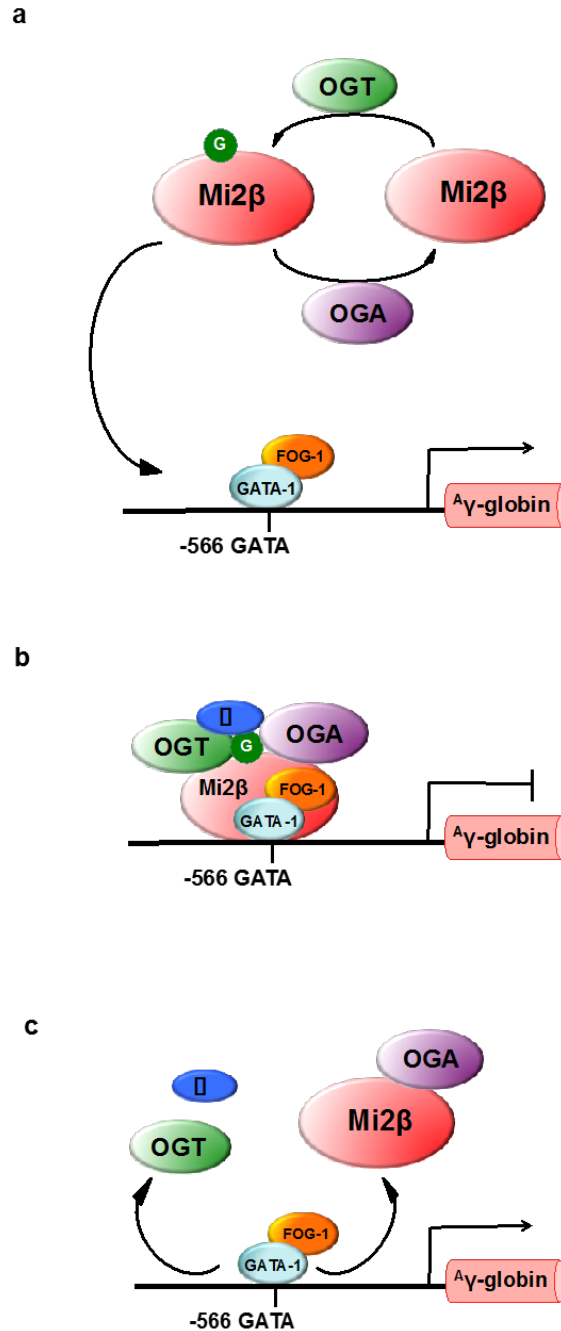 a
OGT
G
Mi2β
Mi2β
OGA
FOG-1
GATA-1
ᴬγ-globin
-566 GATA
b
OGT
G
OGA
Mi2β
FOG-1
GATA-1
ᴬγ-globin
-566 GATA
c
OGA
Mi2β
OGT
FOG-1
GATA-1
ᴬγ-globin
-566 GATA